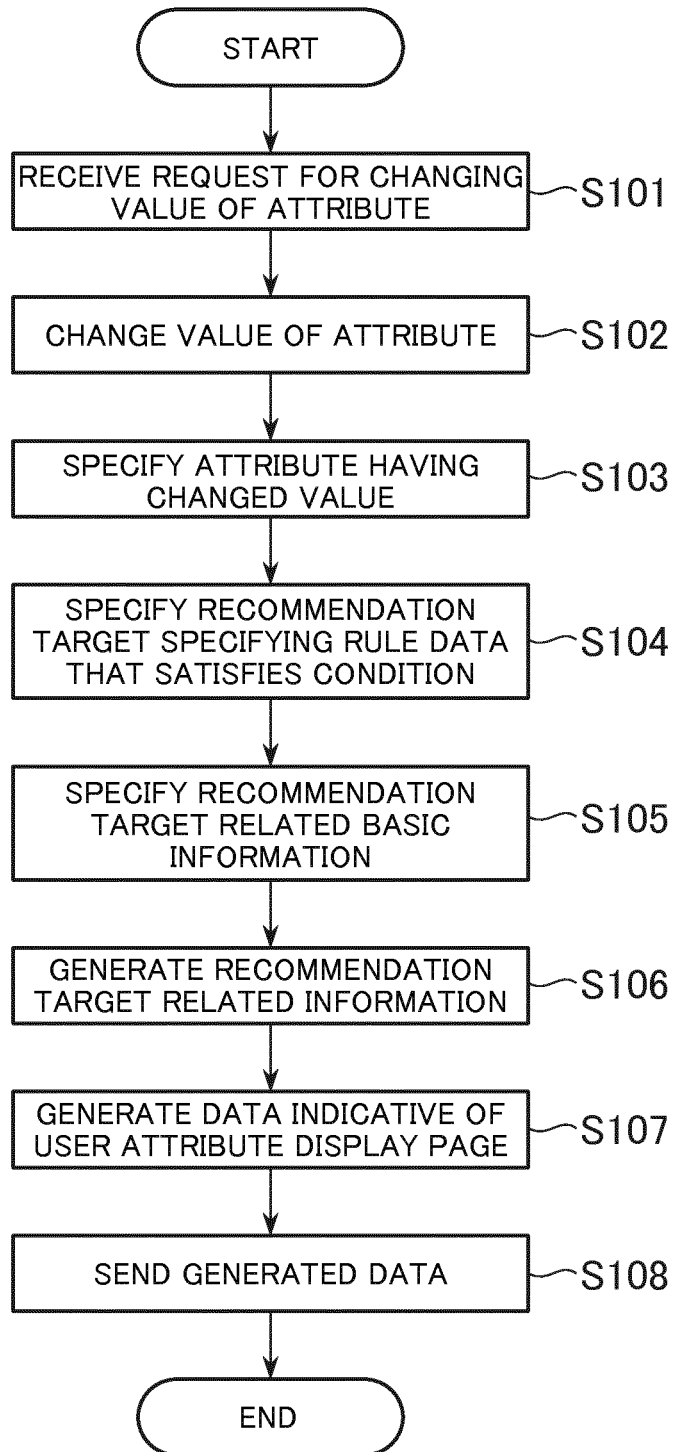 START
RECEIVE REQUEST FOR CHANGING
VALUE OF ATTRIBUTE
S101
CHANGE VALUE OF ATTRIBUTE
S102
SPECIFY ATTRIBUTE HAVING
CHANGED VALUE
S103
SPECIFY RECOMMENDATION
TARGET SPECIFYING RULE DATA
THAT SATISFIES CONDITION
S104
SPECIFY RECOMMENDATION
TARGET RELATED BASIC
INFORMATION
S105
GENERATE RECOMMENDATION
TARGET RELATED INFORMATION
S106
GENERATE DATA INDICATIVE OF
USER ATTRIBUTE DISPLAY PAGE
S107
SEND GENERATED DATA
S108
END